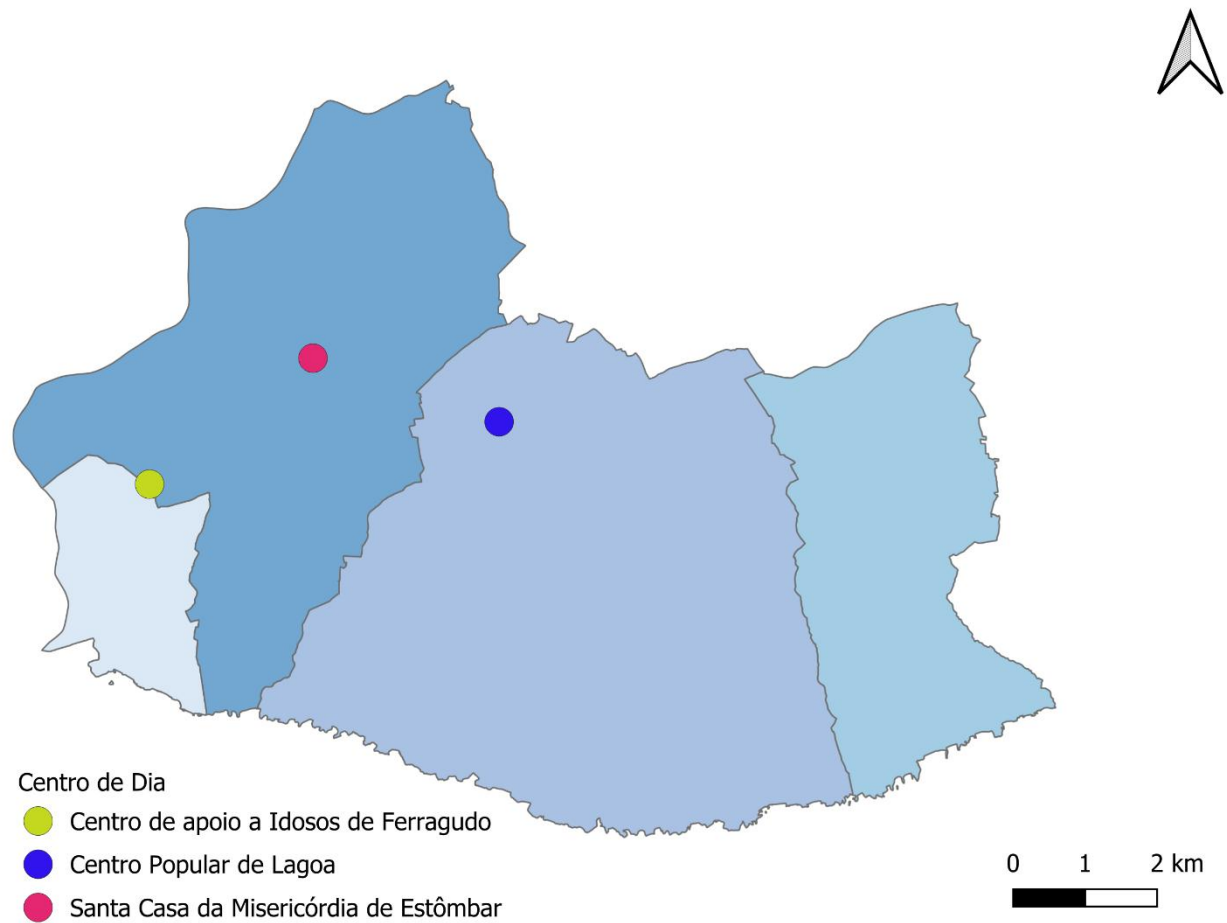 Centro de Dia
Centro de apoio a Idosos de Ferragudo
Centro Popular de Lagoa
Santa Casa da Misericórdia de Estômbar
0 1 2 km